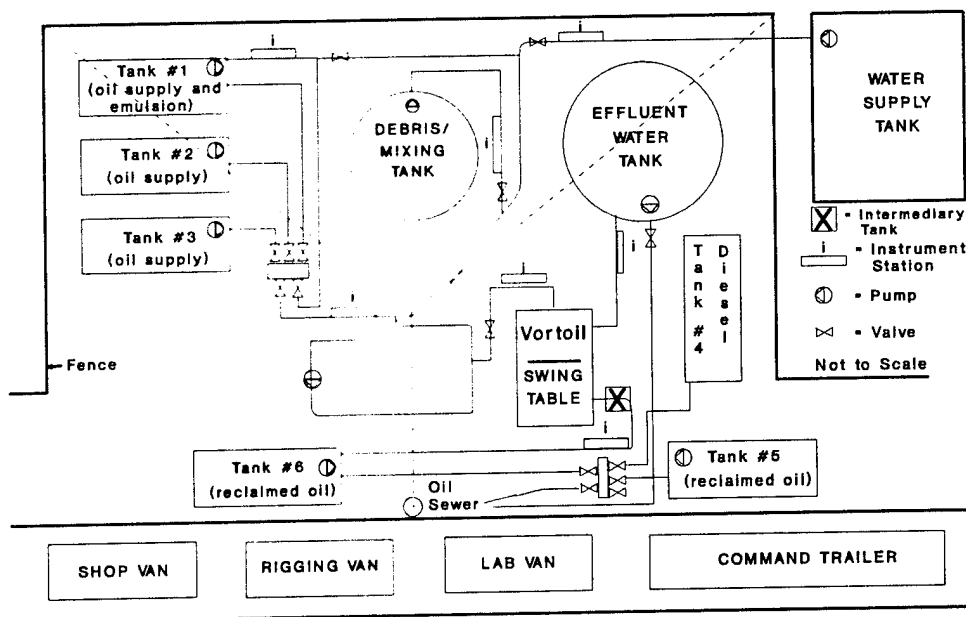 i
i
Tank #1
(oil supply and
emulsion)
Tank #2
(oil supply)
Tank #3
(oil supply)
DEBRIS/
MIXING
TANK
i
EFFLUENT
WATER
TANK
WATER
SUPPLY
TANK
- Intermediary
Tank
i
- Instrument
Station
- Pump
- Valve
Not to Scale
i
Tank #4
Diesel
i
i
Fence
Vortoil
SWING
TABLE
i
Tank #6
(reclaimed oil)
Oil
Sewer
Tank #5
(reclaimed oil)
SHOP VAN
RIGGING VAN
LAB VAN
COMMAND TRAILER